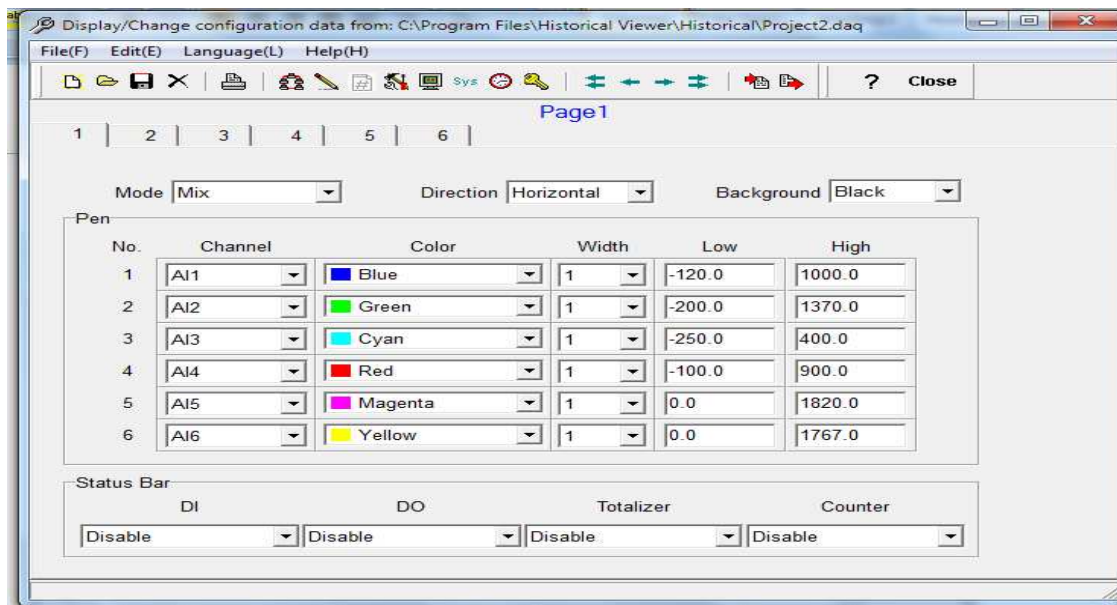 Display/Change configuration data from: C:\Program Files\Historical Viewer\Historical\Project2.daq
File(F) Edit(E) Language(L) Help(H)
Sys ? Close
Page1
1 2 3 4 5 6
Mode Mix Direction Horizontal Background Black
Pen
No. Channel Color Width Low High
1 AI1 Blue 1 -120.0 1000.0
2 AI2 Green 1 -200.0 1370.0
3 AI3 Cyan 1 -250.0 400.0
4 AI4 Red 1 -100.0 900.0
5 AI5 Magenta 1 0.0 1820.0
6 AI6 Yellow 1 0.0 1767.0
Status Bar
DI DO Totalizer Counter
Disable Disable Disable Disable